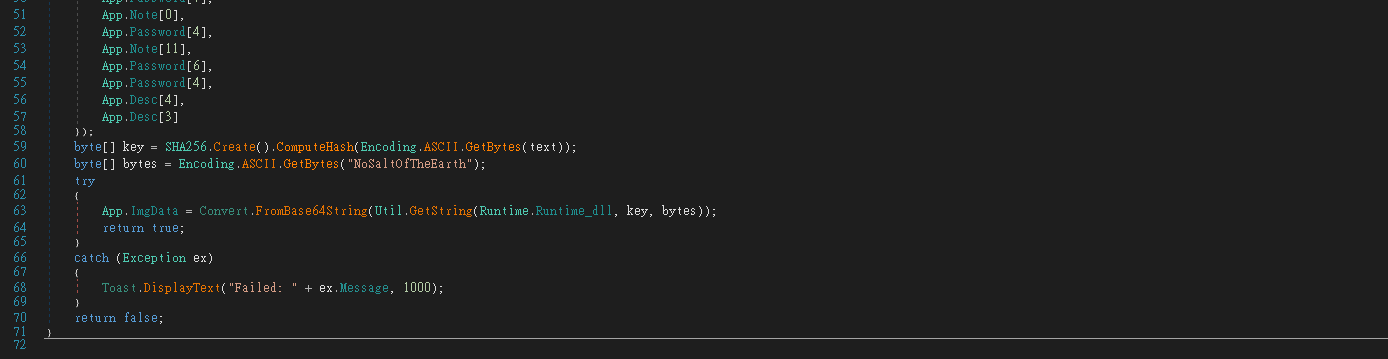 51 App.Note[0],
52 App.Password[4],
53 App.Note[11],
54 App.Password[6],
55 App.Password[4],
56 App.Desc[4],
57 App.Desc[3]
58 });
59 byte[] key = SHA256.Create().ComputeHash(Encoding.ASCII.GetBytes(text));
60 byte[] bytes = Encoding.ASCII.GetBytes("NoSaltOfTheEarth");
61 try
62 {
63 App.ImgData = Convert.FromBase64String(Util.GetString(Runtime.Runtime_dll, key, bytes));
64 return true;
65 }
66 catch (Exception ex)
67 {
68 Toast.DisplayText("Failed: " + ex.Message, 1000);
69 }
70 return false;
71 }
72